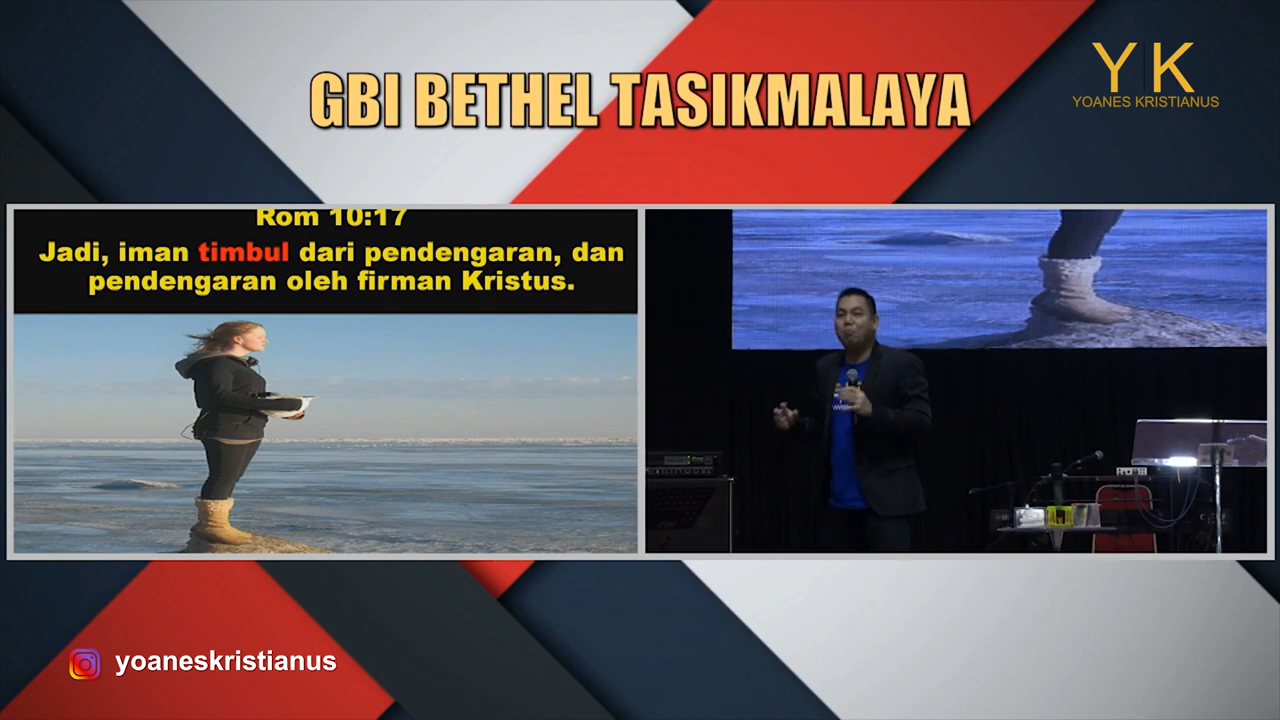 GBI BETHEL TASIKMALAYA
Y K
YOANES KRISTIANUS
Rom 10:17
Jadi, iman timbul dari pendengaran, dan
pendengaran oleh firman Kristus.
yoaneskristianus